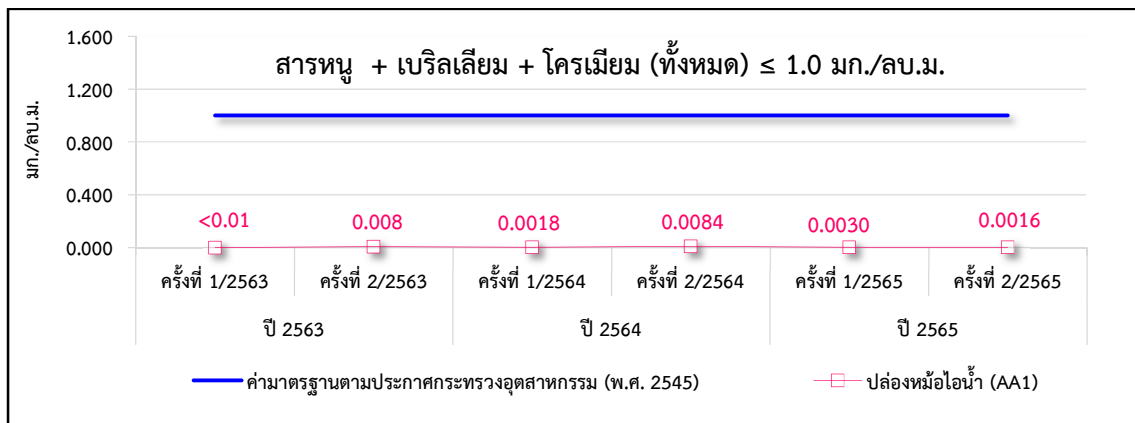 สารหนู + เบริลเลียม + โครเมียม (ทั้งหมด) ≤ 1.0 มก./ลบ.ม.
มก./ลบ.ม.
1.600
1.200
0.800
0.400
0.000
<0.01 0.008 0.0018 0.0084 0.0030 0.0016
ครั้งที่ 1/2563 ครั้งที่ 2/2563 ครั้งที่ 1/2564 ครั้งที่ 2/2564 ครั้งที่ 1/2565 ครั้งที่ 2/2565
ปี 2563 ปี 2564 ปี 2565
ค่ามาตรฐานตามประกาศกระทรวงอุตสาหกรรม (พ.ศ. 2545) ปล่องหม้อไอน้ำ (AA1)